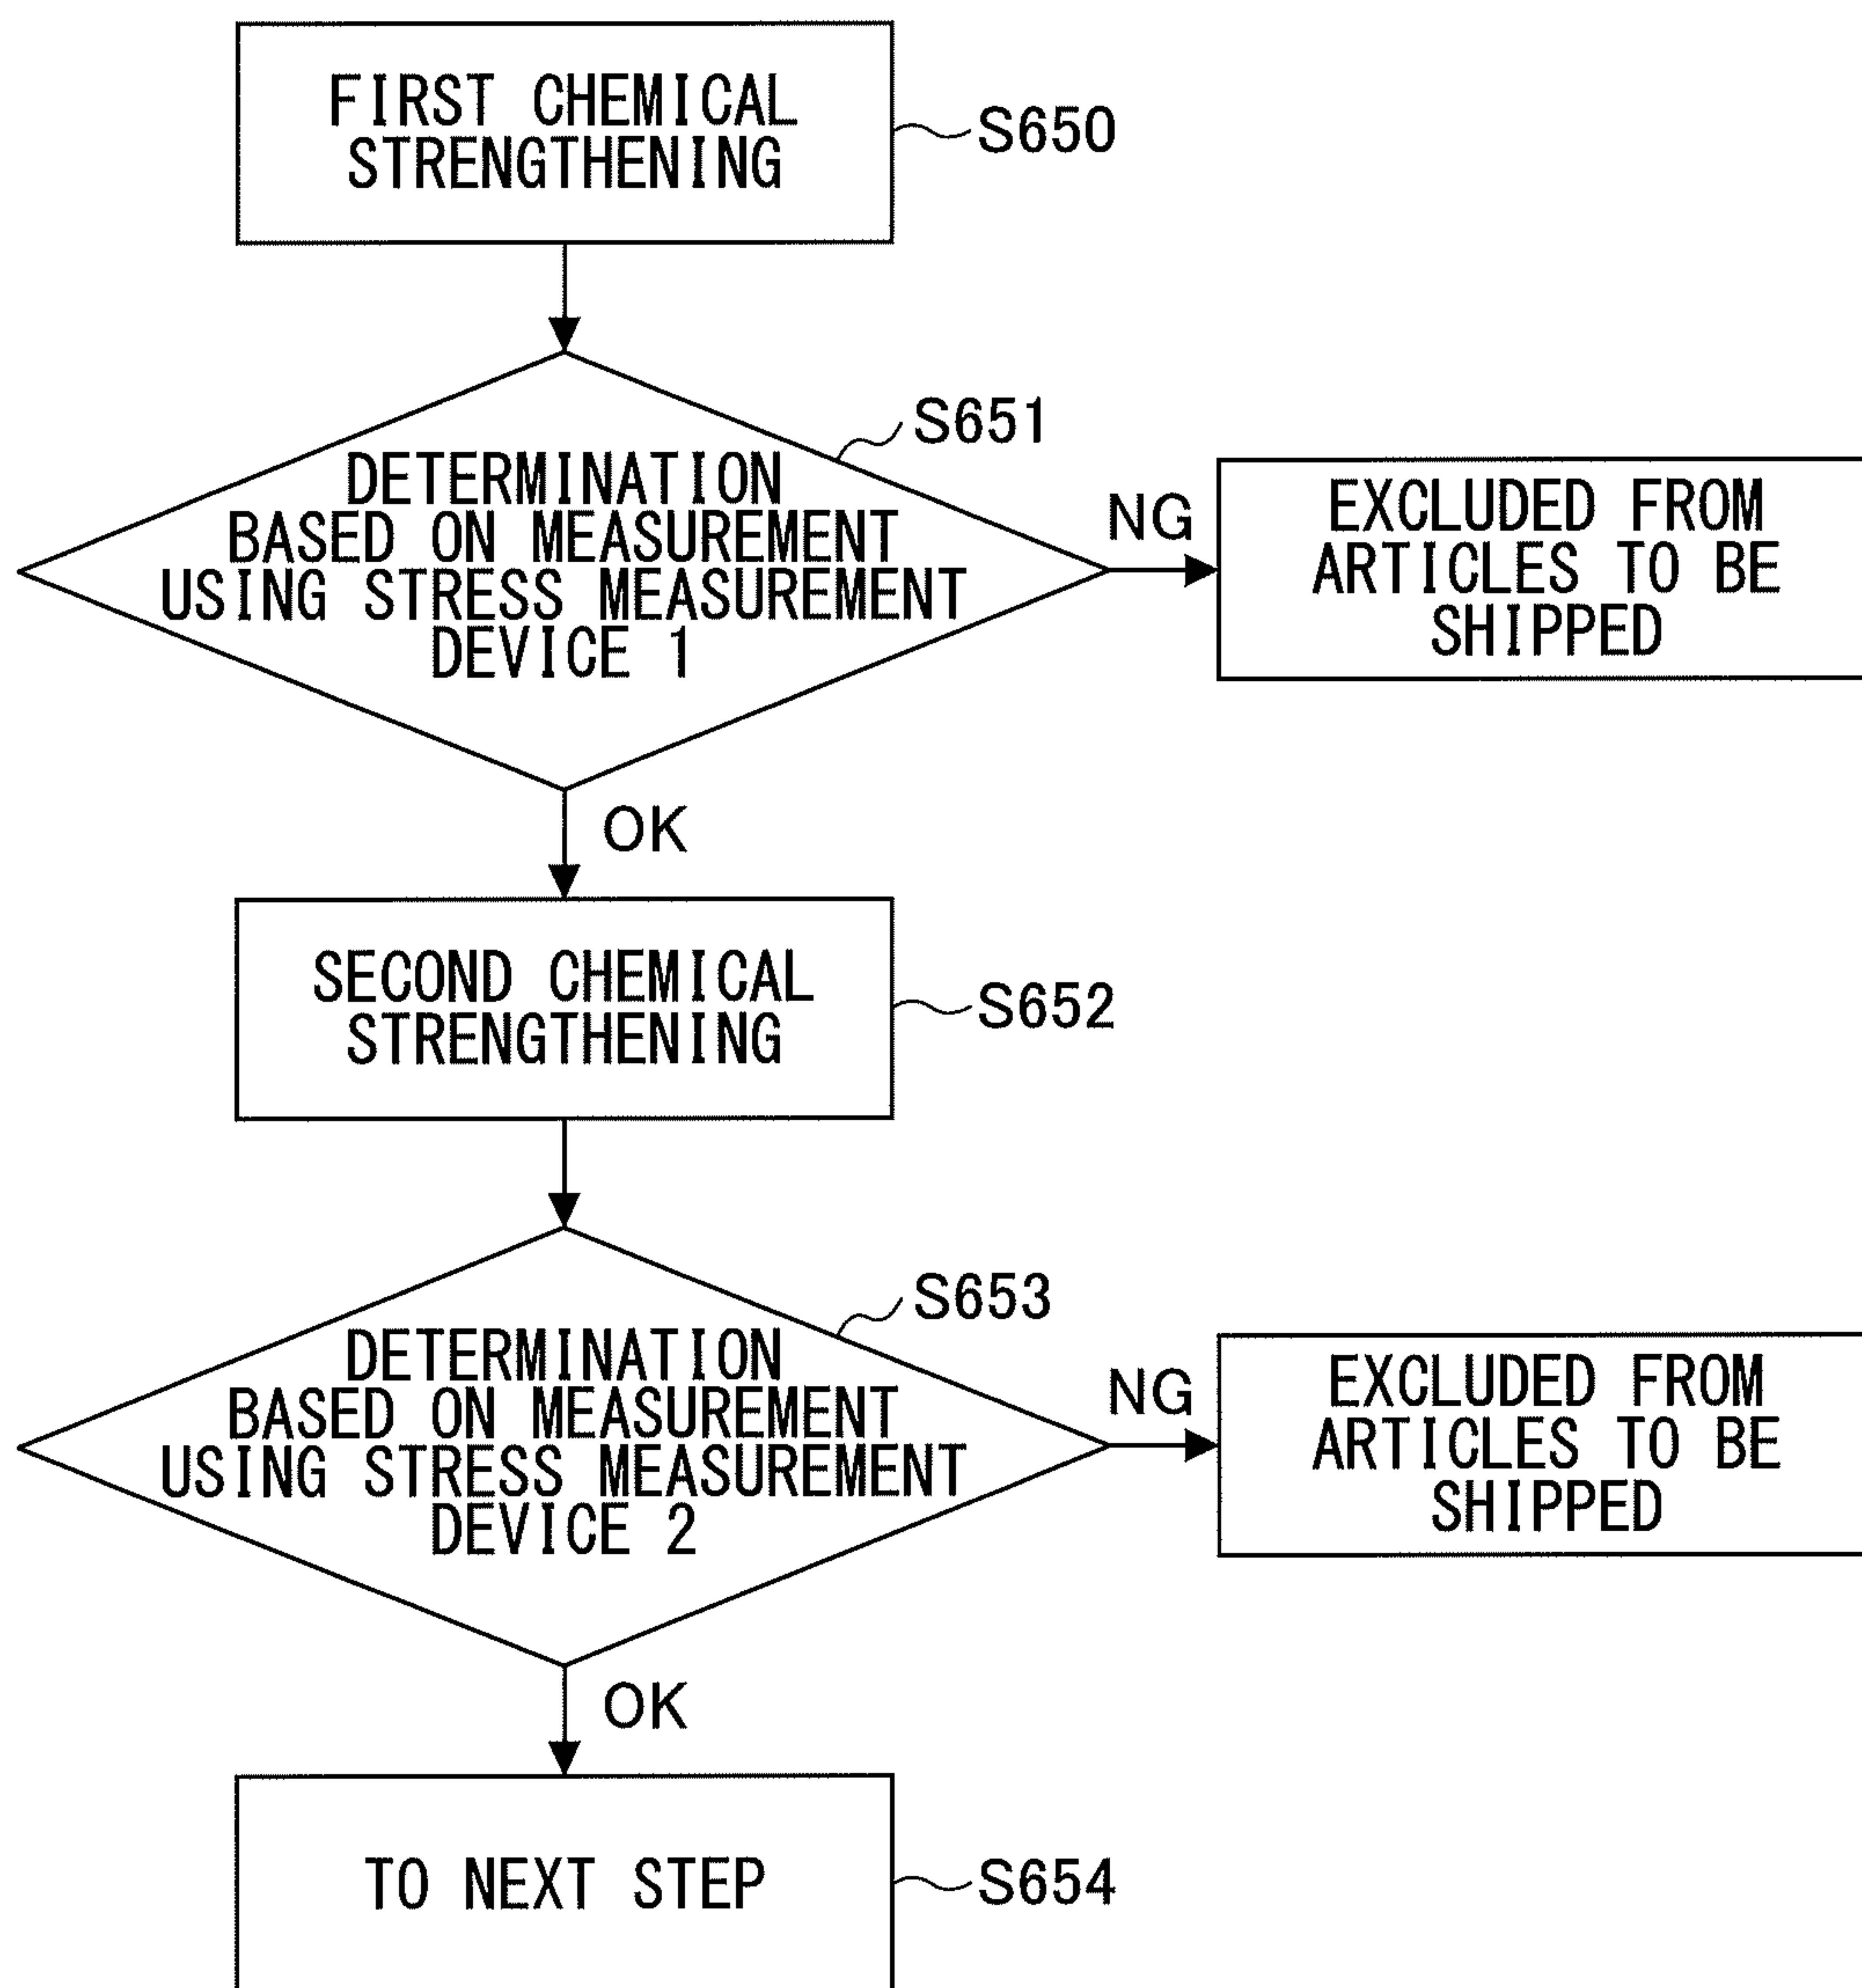 FIRST CHEMICAL
STRENGTHENING
S650
S651
DETERMINATION
BASED ON MEASUREMENT
USING STRESS MEASUREMENT
DEVICE 1
NG
EXCLUDED FROM
ARTICLES TO BE
SHIPPED
OK
SECOND CHEMICAL
STRENGTHENING
S652
S653
DETERMINATION
BASED ON MEASUREMENT
USING STRESS MEASUREMENT
DEVICE 2
NG
EXCLUDED FROM
ARTICLES TO BE
SHIPPED
OK
TO NEXT STEP
S654